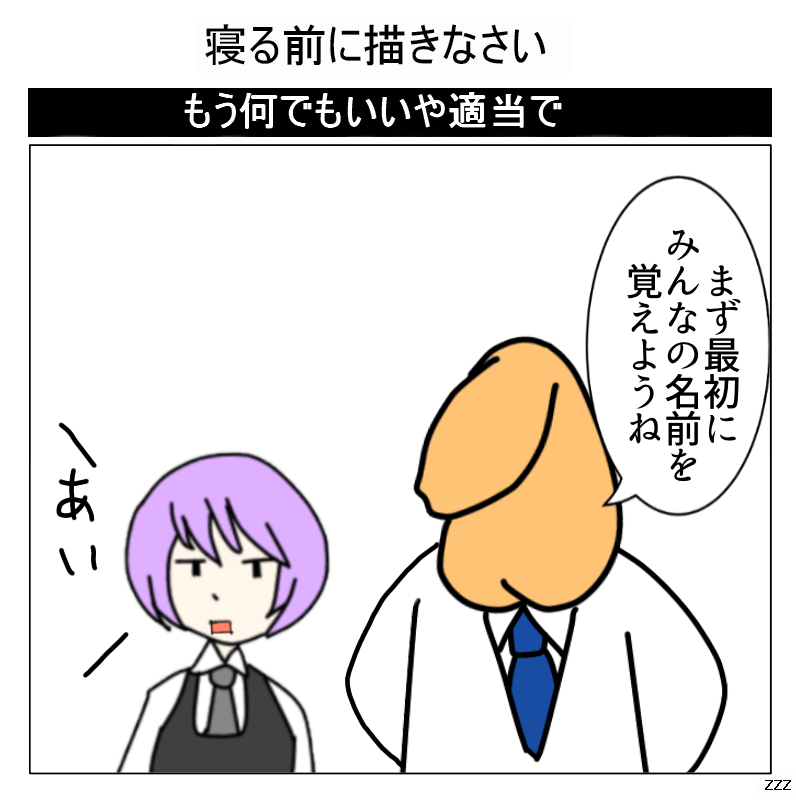 寝る前に描きなさい
もう何でもいいや適当で
まず最初に
みんなの名前を
覚えようね
あい
zzz